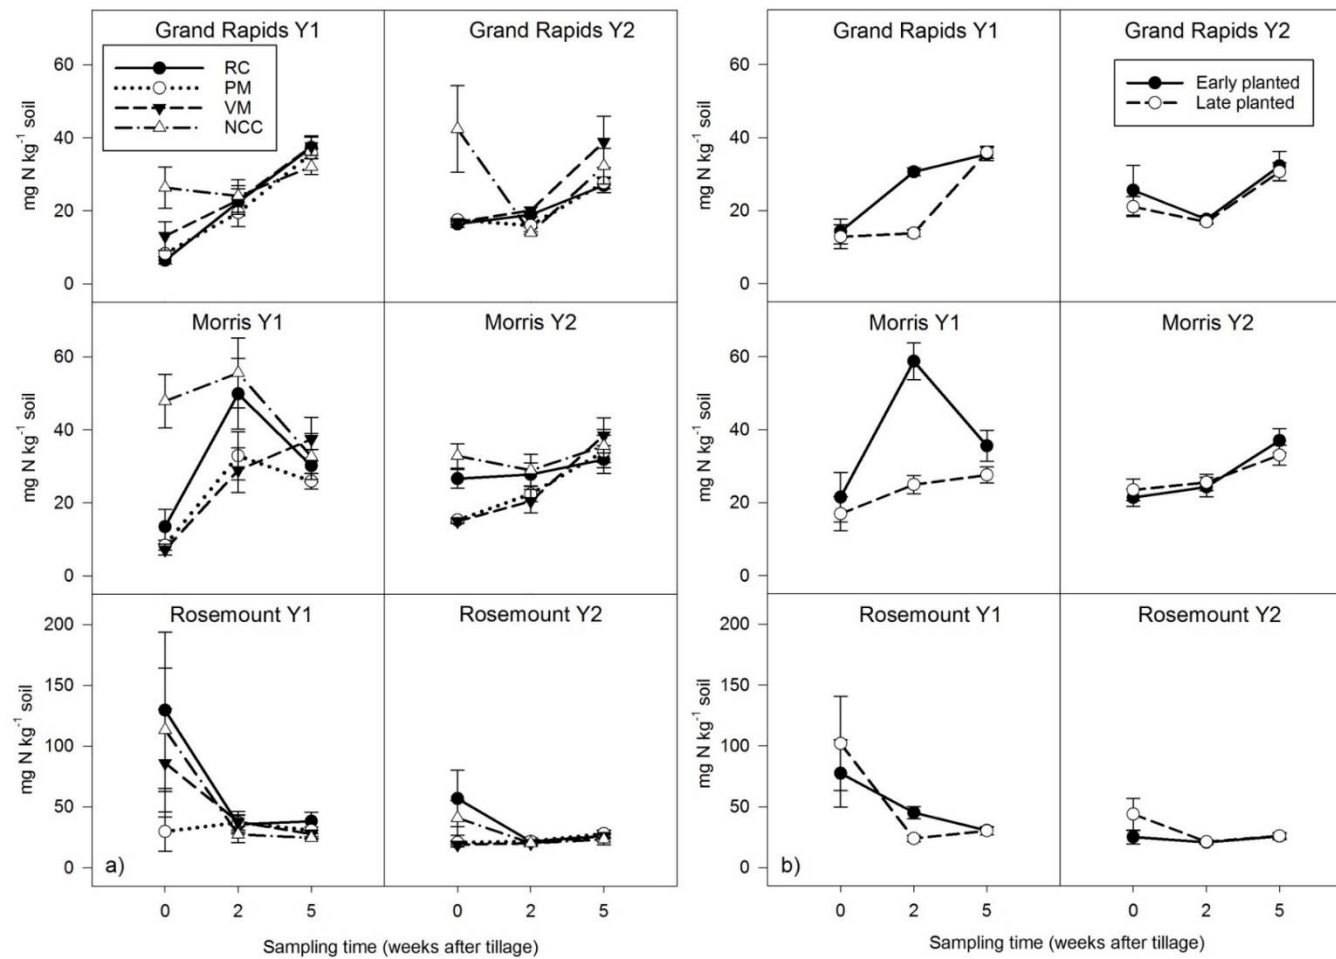 Grand Rapids Y1
Grand Rapids Y2
RC
PM
VM
NCC
60
40
20
0
mg N kg-1 soil
Morris Y1
Morris Y2
60
40
20
0
mg N kg-1 soil
Rosemount Y1
Rosemount Y2
200
150
100
50
0
mg N kg-1 soil
a)
0
2
5
0
2
5
Sampling time (weeks after tillage)
Grand Rapids Y1
Grand Rapids Y2
Early planted
Late planted
60
40
20
0
mg N kg-1 soil
Morris Y1
Morris Y2
60
40
20
0
mg N kg-1 soil
Rosemount Y1
Rosemount Y2
200
150
100
50
0
mg N kg-1 soil
b)
0
2
5
0
2
5
Sampling time (weeks after tillage)